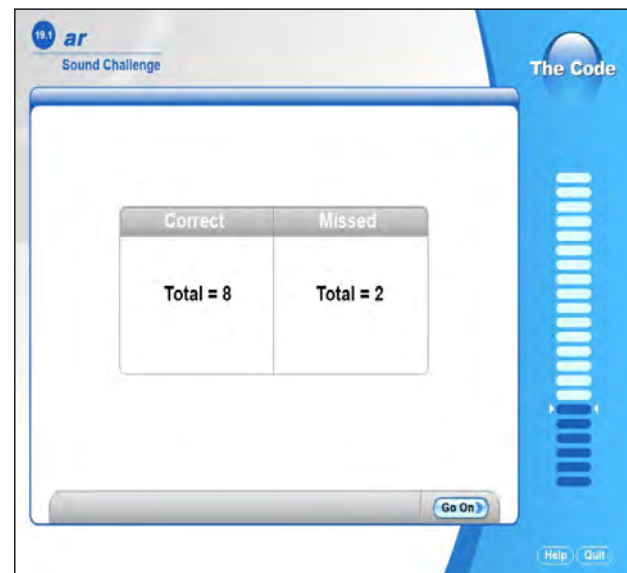 19.1 ar
Sound Challenge
The Code
Correct Missed
Total = 8 Total = 2
Go On
Help Quit